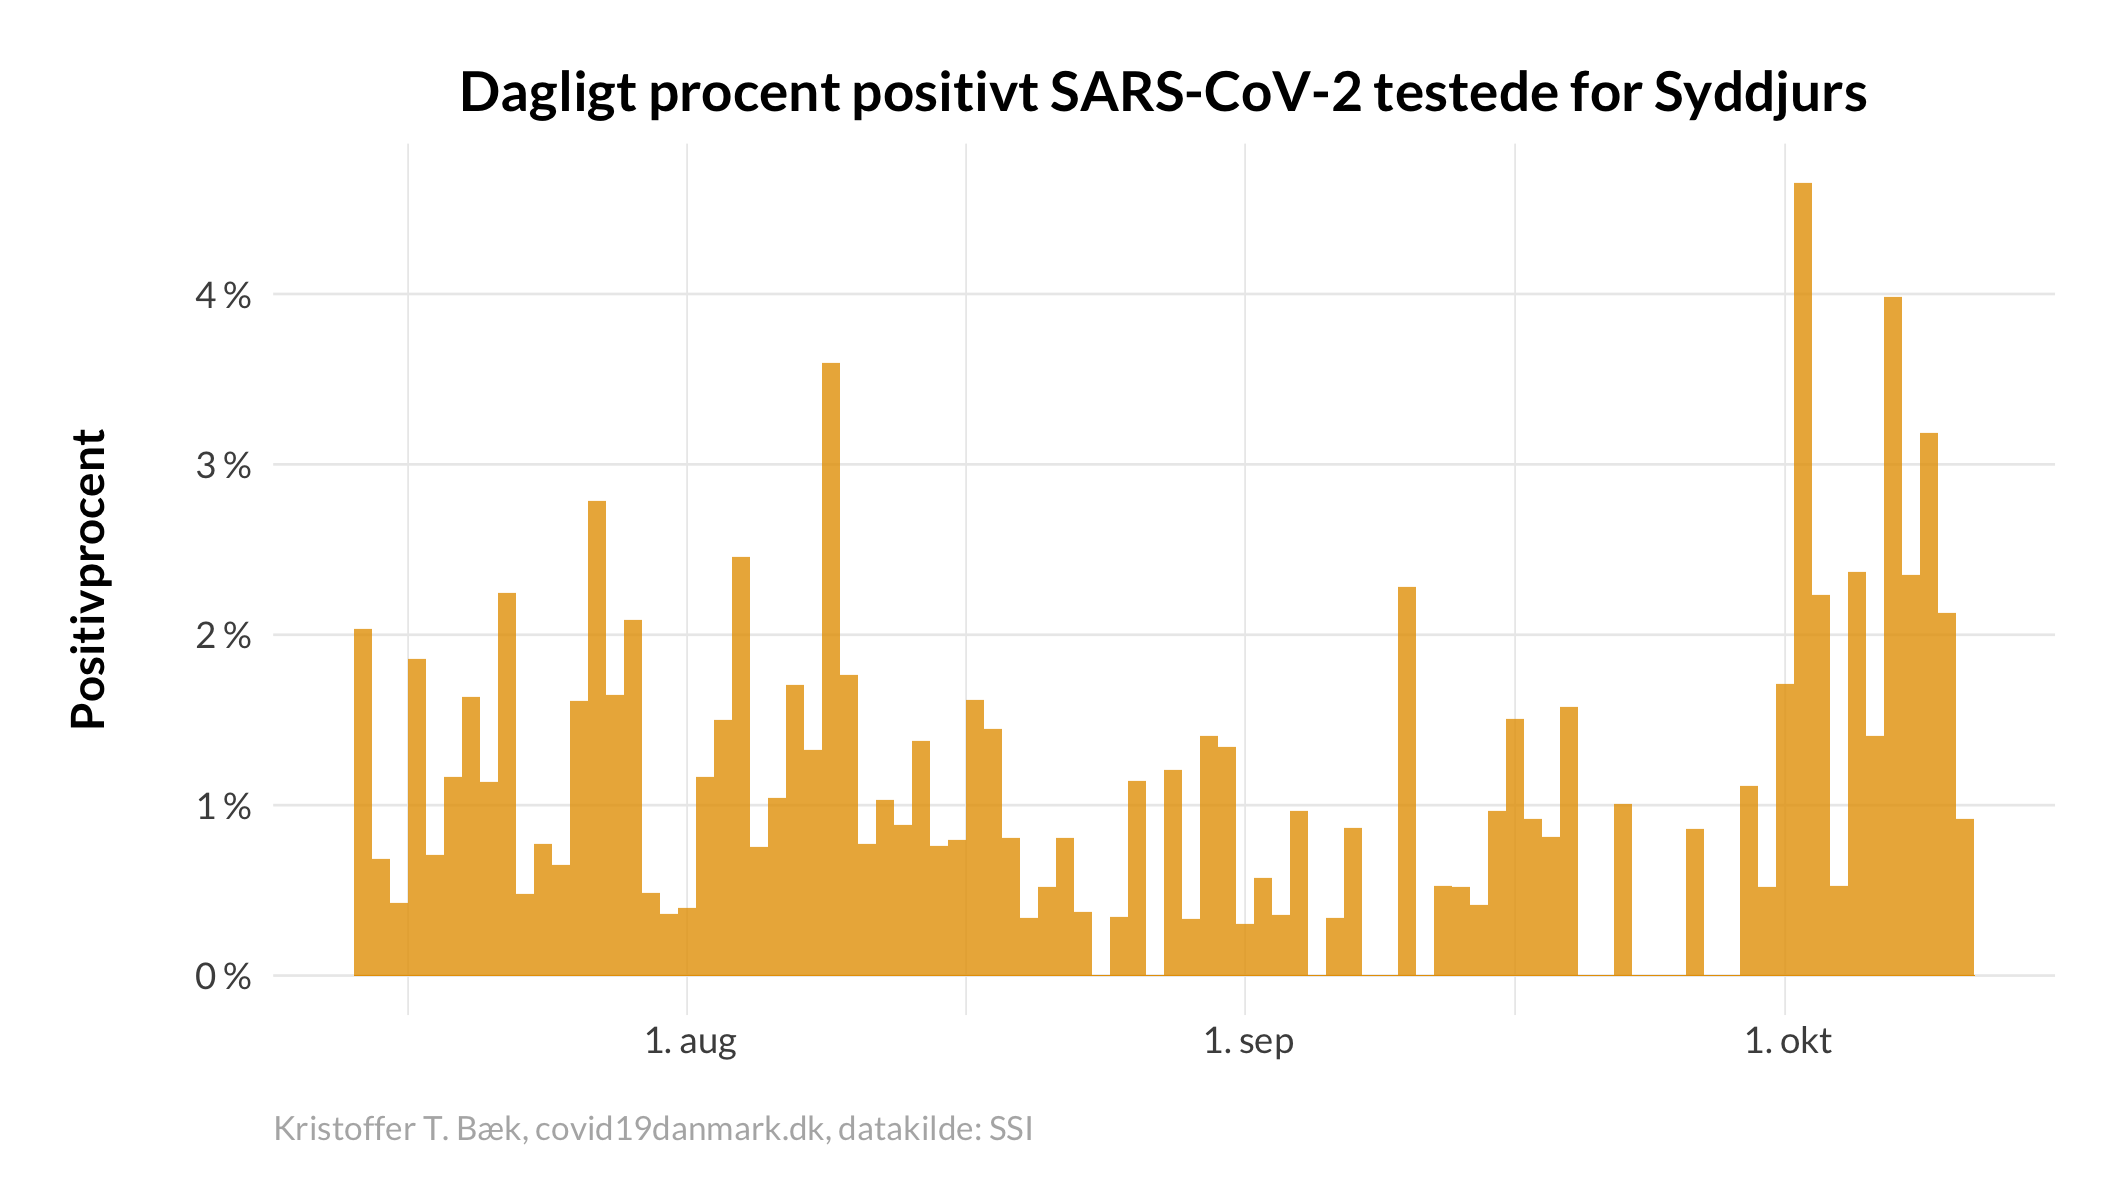 Dagligt procent positivt SARS-CoV-2 testede for Syddjurs
Positivprocent
4 %
3 %
2 %
1 %
0 %
1. aug
1. sep
1. okt
Kristoffer T. Bæk, covid19danmark.dk, datakilde: SSI